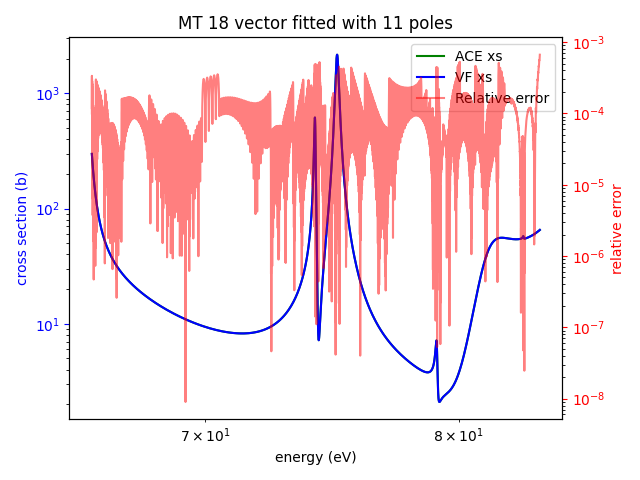 MT 18 vector fitted with 11 poles
ACE xs
VF xs
Relative error
cross section (b)
10³
10²
10¹
relative error
10⁻³
10⁻⁴
10⁻⁵
10⁻⁶
10⁻⁷
10⁻⁸
7 × 10¹
8 × 10¹
energy (eV)